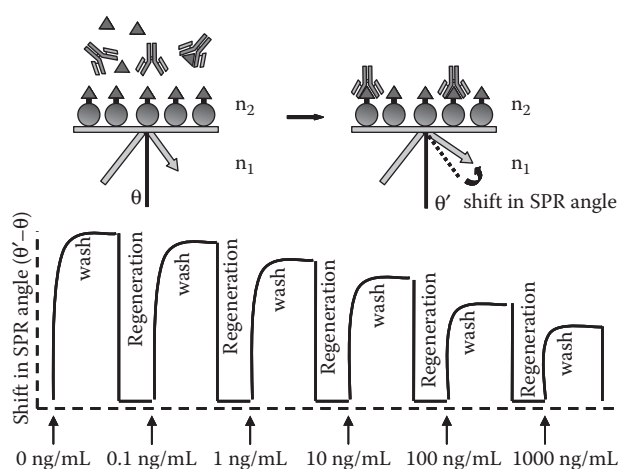 n2
n2
n1
n1
θ
θ′
shift in SPR angle
Shift in SPR angle (θ′–θ)
wash
Regeneration
wash
Regeneration
wash
Regeneration
wash
Regeneration
wash
Regeneration
wash
0 ng/mL
0.1 ng/mL
1 ng/mL
10 ng/mL
100 ng/mL
1000 ng/mL